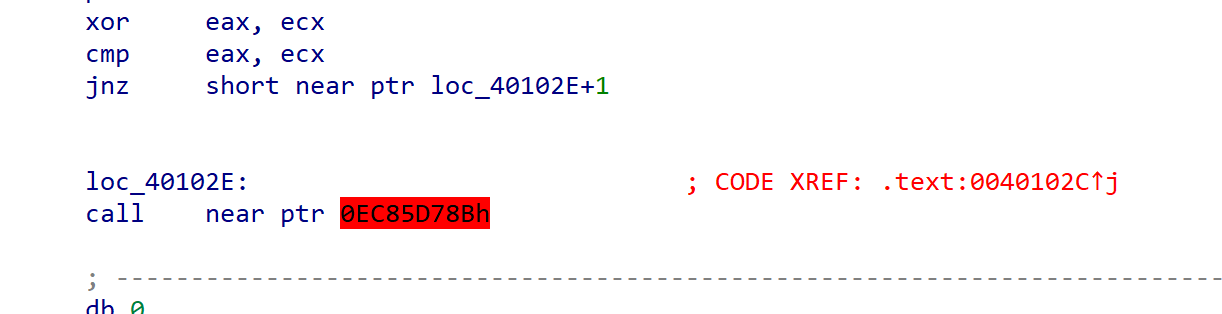 xor     eax, ecx
cmp     eax, ecx
jnz     short near ptr loc_40102E+1
loc_40102E:                             ; CODE XREF: .text:0040102C↑j
call    near ptr 0EC85D78Bh
; ---------------------------------------------------------------------------
db 0